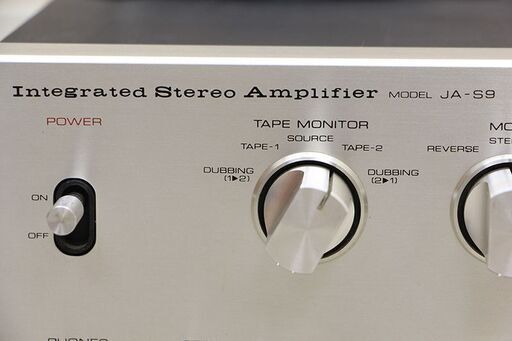 Integrated Stereo Amplifier MODEL JA-S9
POWER
ON
OFF
TAPE MONITOR
SOURCE
TAPE-1
TAPE-2
DUBBING
(1▶2)
DUBBING
(2▶1)
REVERSE